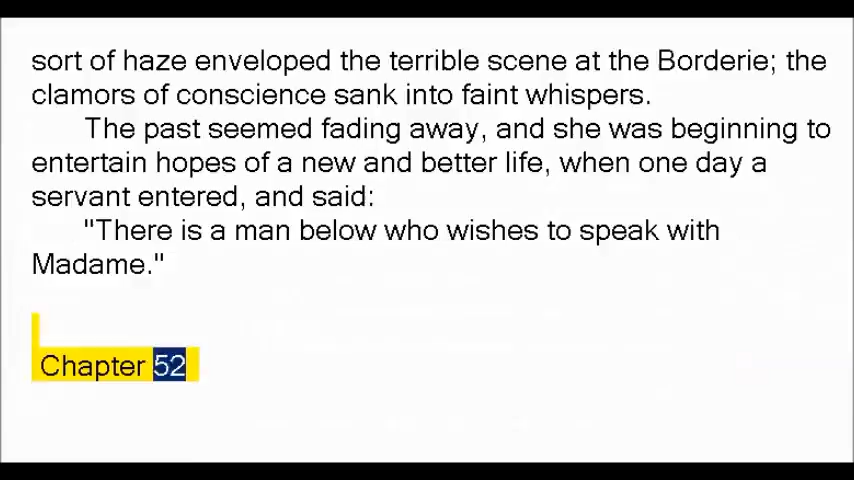 sort of haze enveloped the terrible scene at the Borderie; the
clamors of conscience sank into faint whispers.
The past seemed fading away, and she was beginning to
entertain hopes of a new and better life, when one day a
servant entered, and said:
"There is a man below who wishes to speak with
Madame."
Chapter 52